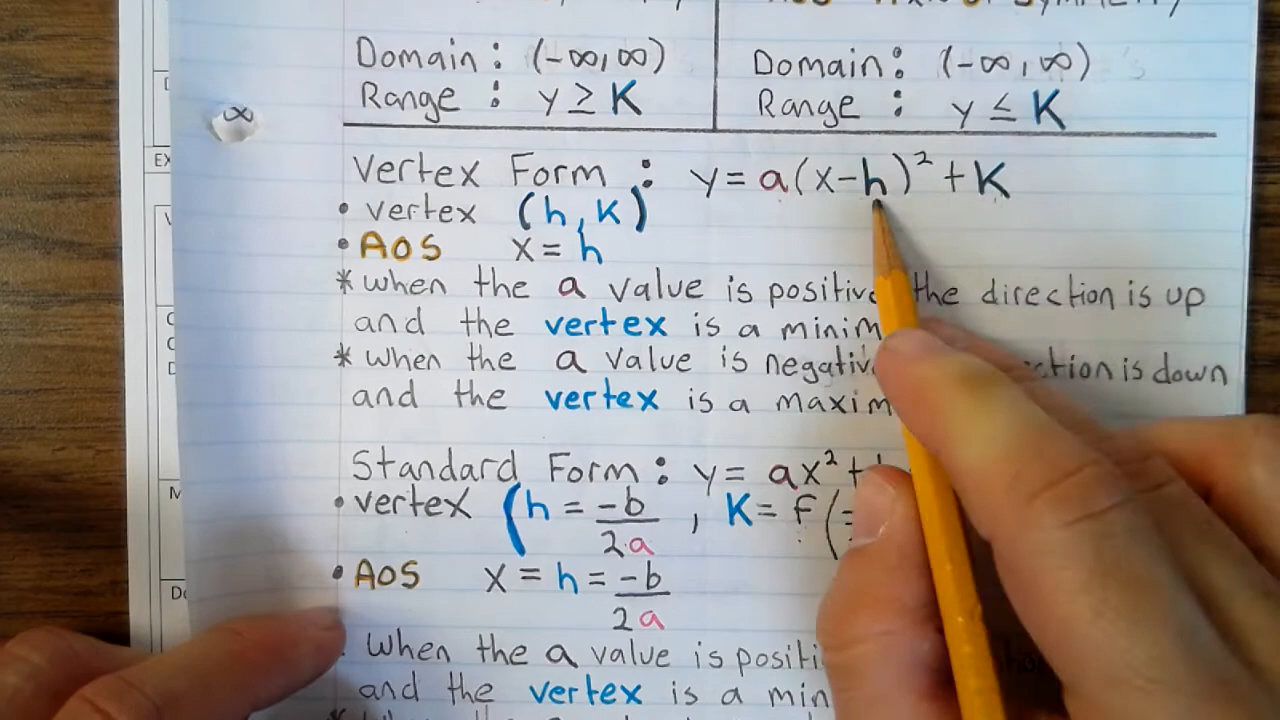 Domain : (-∞, ∞)
Range : y ≥ K
Domain : (-∞, ∞)
Range : y ≤ K
∞
Vertex Form : y = a(x-h)² + K
• vertex (h, K)
• AOS x = h
* when the a value is positive the direction is up
and the vertex is a minim
* when the a value is negativ ction is down
and the vertex is a maxim
Standard Form : y = ax² +
• vertex (h = -b/2a , K = f(
• AOS x = h = -b/2a
when the a value is positi
and the vertex is a min